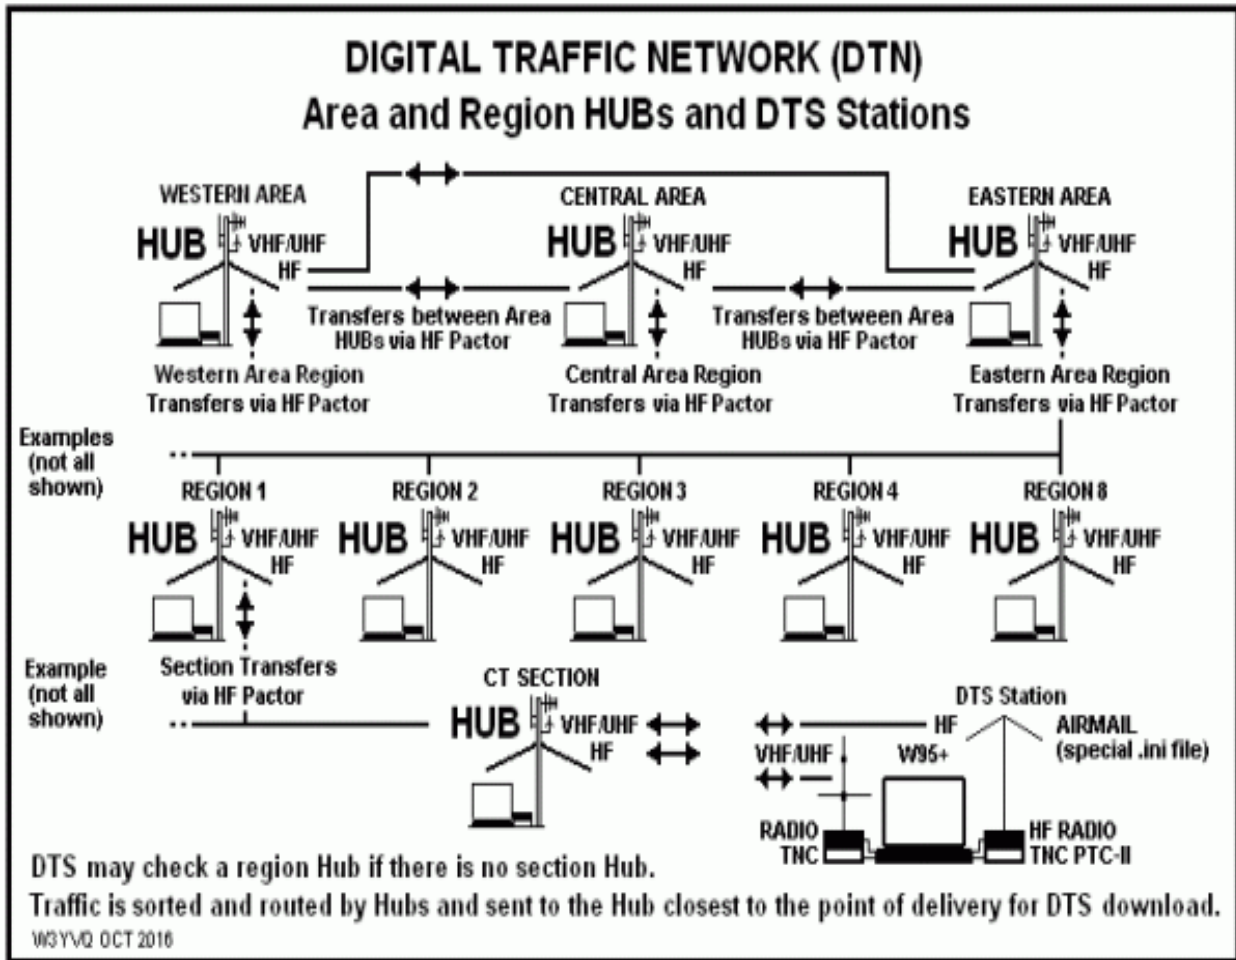 DIGITAL TRAFFIC NETWORK (DTN)
Area and Region HUBs and DTS Stations
WESTERN AREA
CENTRAL AREA
EASTERN AREA
HUB VHF/UHF
HF
HUB VHF/UHF
HF
HUB VHF/UHF
HF
Transfers between Area
HUBs via HF Pactor
Transfers between Area
HUBs via HF Pactor
Western Area Region
Transfers via HF Pactor
Central Area Region
Transfers via HF Pactor
Eastern Area Region
Transfers via HF Pactor
Examples
(not all
shown)
REGION 1
REGION 2
REGION 3
REGION 4
REGION 8
HUB VHF/UHF
HF
HUB VHF/UHF
HF
HUB VHF/UHF
HF
HUB VHF/UHF
HF
HUB VHF/UHF
HF
Example
(not all
shown)
Section Transfers
via HF Pactor
CT SECTION
HUB VHF/UHF
HF
DTS Station
HF
AIRMAIL
(special .ini file)
VHF/UHF
W95+
RADIO
TNC
HF RADIO
TNC PTC-II
DTS may check a region Hub if there is no section Hub.
Traffic is sorted and routed by Hubs and sent to the Hub closest to the point of delivery for DTS download.
W3YVQ OCT 2016